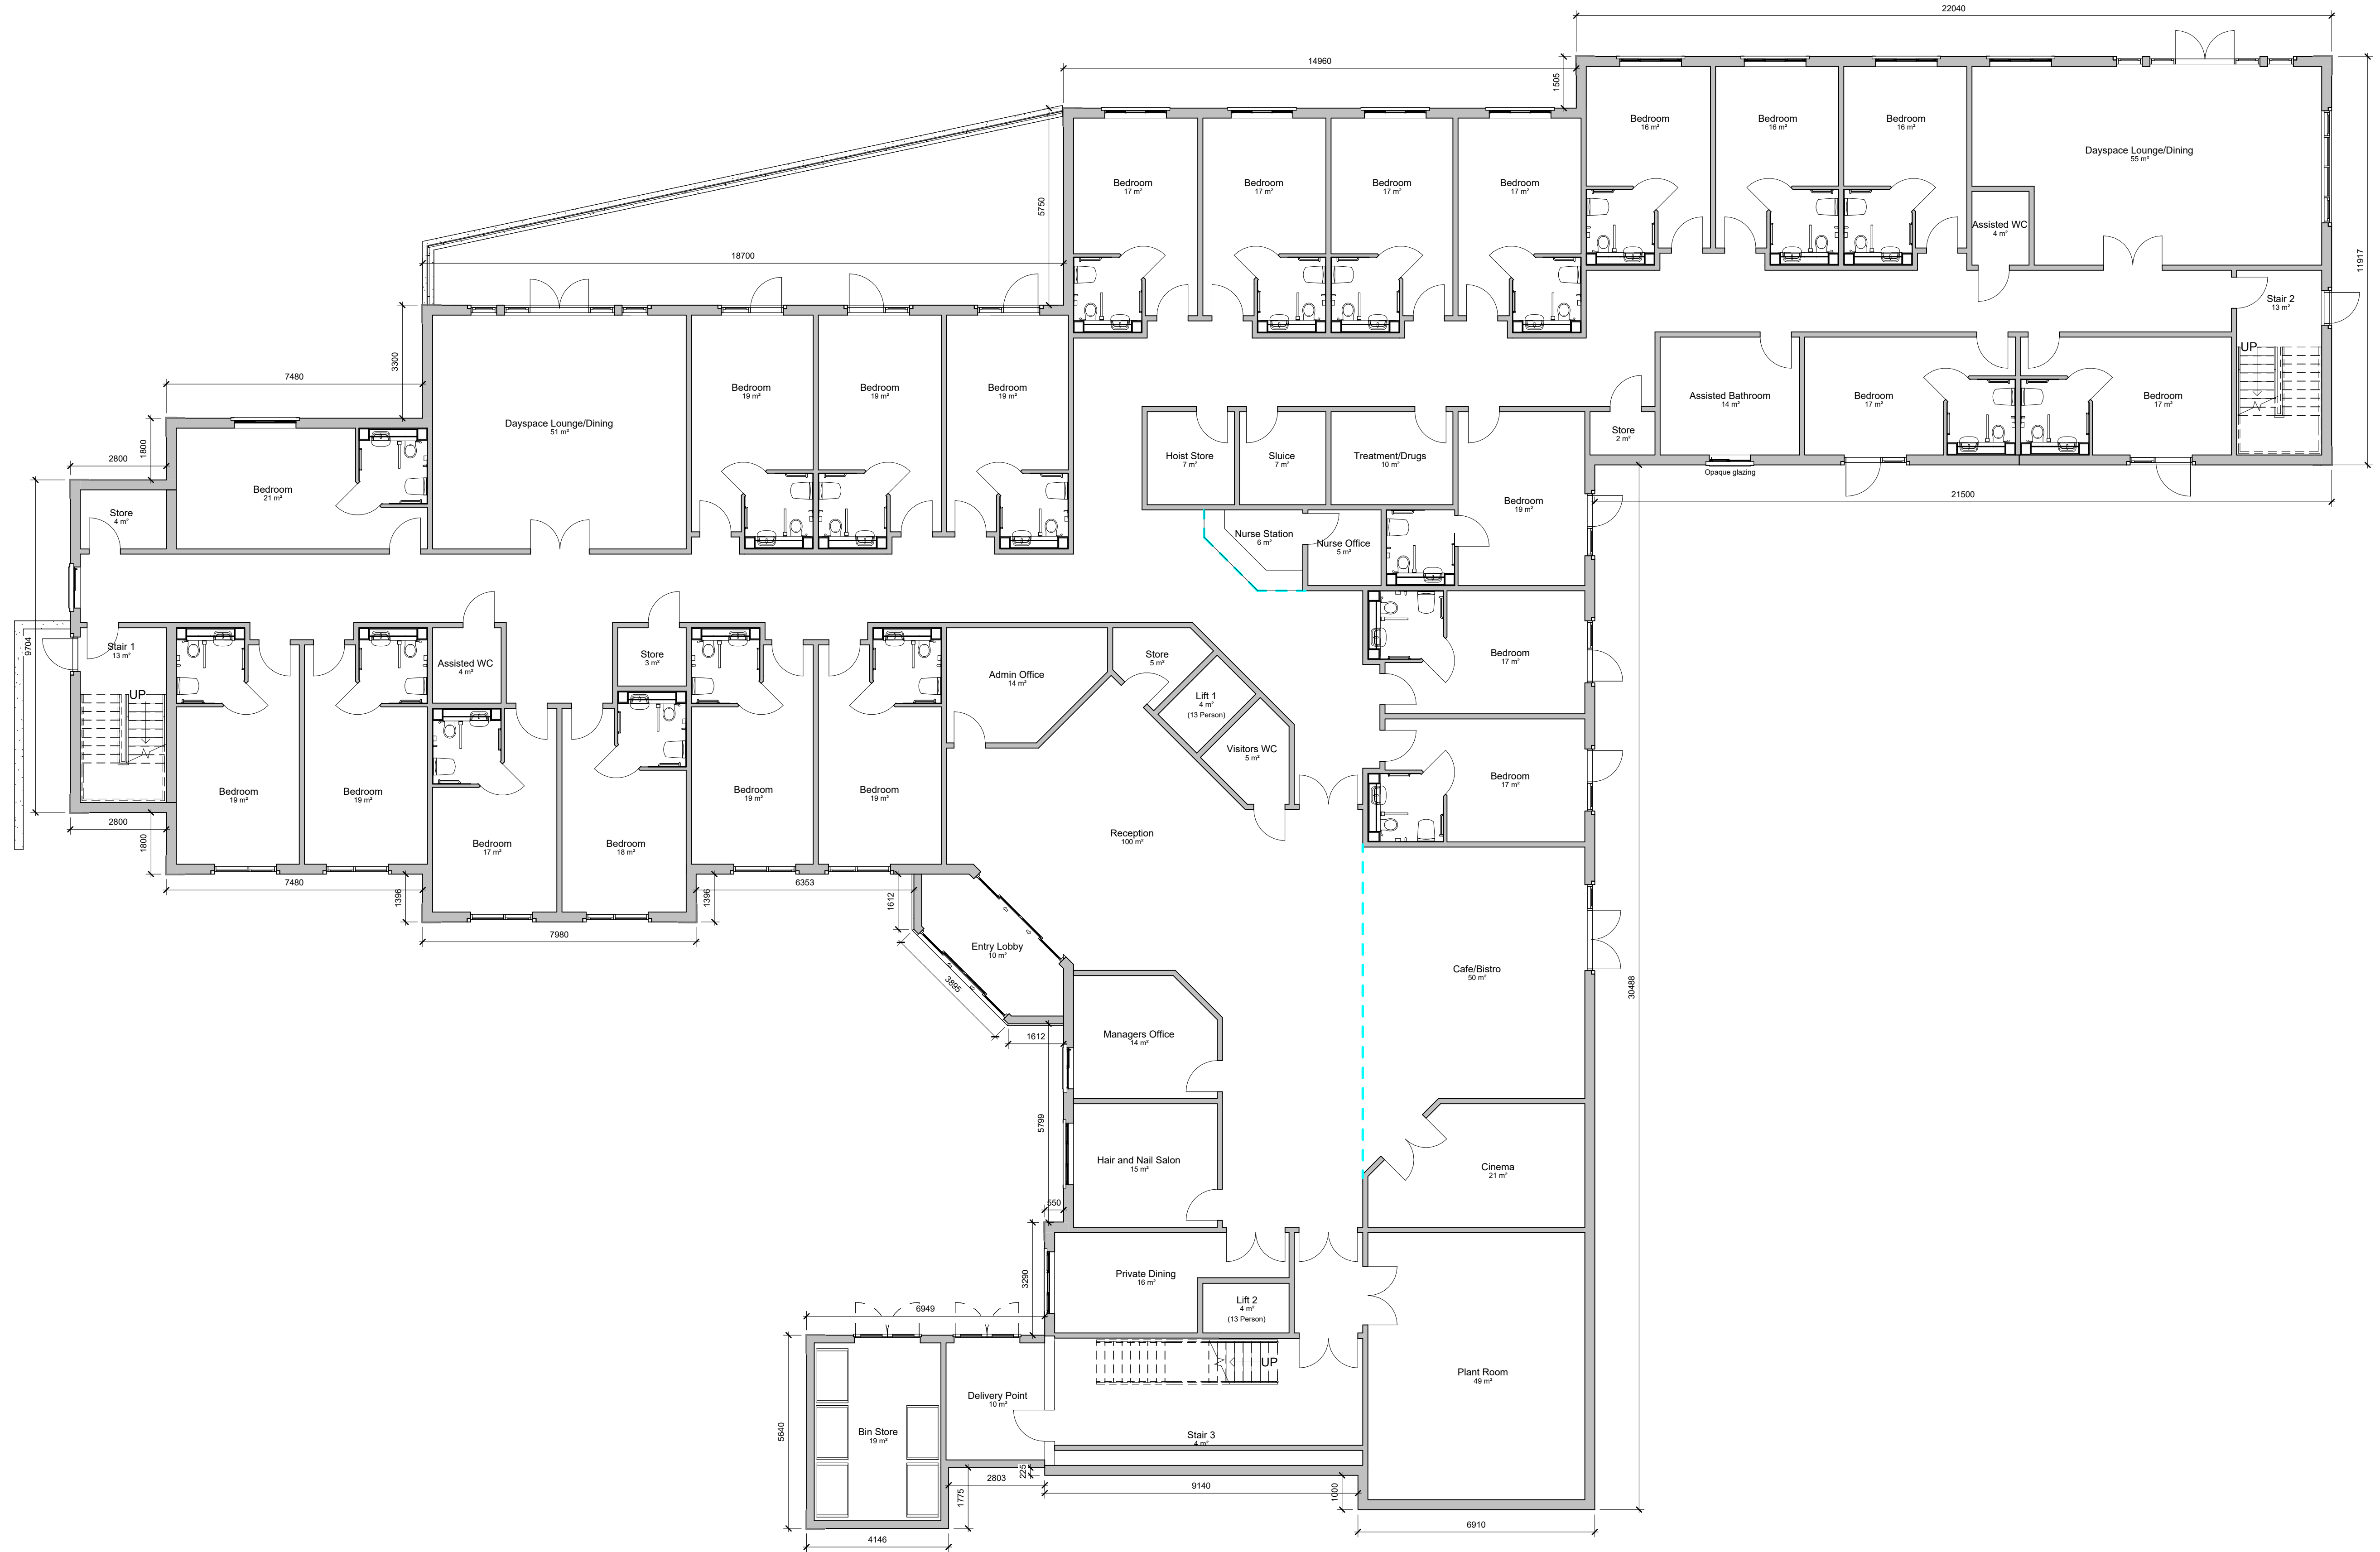 22040
14960
1505
Bedroom
16 m²
Bedroom
16 m²
Bedroom
16 m²
Dayspace Lounge/Dining
55 m²
Bedroom
17 m²
Bedroom
17 m²
Bedroom
17 m²
Bedroom
17 m²
5750
Assisted WC
4 m²
11917
18700
Stair 2
13 m²
UP
3300
7480
Dayspace Lounge/Dining
51 m²
Bedroom
19 m²
Bedroom
19 m²
Bedroom
19 m²
Assisted Bathroom
14 m²
Bedroom
17 m²
Bedroom
17 m²
Store
2 m²
1800
2800
Hoist Store
7 m²
Sluice
7 m²
Treatment/Drugs
10 m²
Opaque glazing
21500
Bedroom
21 m²
Bedroom
19 m²
Store
4 m²
Nurse Station
6 m²
Nurse Office
5 m²
9704
Stair 1
13 m²
UP
Assisted WC
4 m²
Store
3 m²
Admin Office
14 m²
Store
5 m²
Lift 1
4 m²
(13 Person)
Visitors WC
5 m²
Bedroom
17 m²
Bedroom
17 m²
Bedroom
19 m²
Bedroom
19 m²
Bedroom
17 m²
Bedroom
18 m²
Bedroom
19 m²
Bedroom
19 m²
Reception
100 m²
2800
1800
7480
1396
7980
1396
6353
1612
Entry Lobby
10 m²
3895
1612
Cafe/Bistro
50 m²
30488
Managers Office
14 m²
5799
Hair and Nail Salon
15 m²
Cinema
21 m²
550
3290
Private Dining
16 m²
Lift 2
4 m²
(13 Person)
6949
UP
Plant Room
49 m²
Delivery Point
10 m²
5640
Bin Store
19 m²
Stair 3
4 m²
225
2803
1775
9140
1000
6910
4146